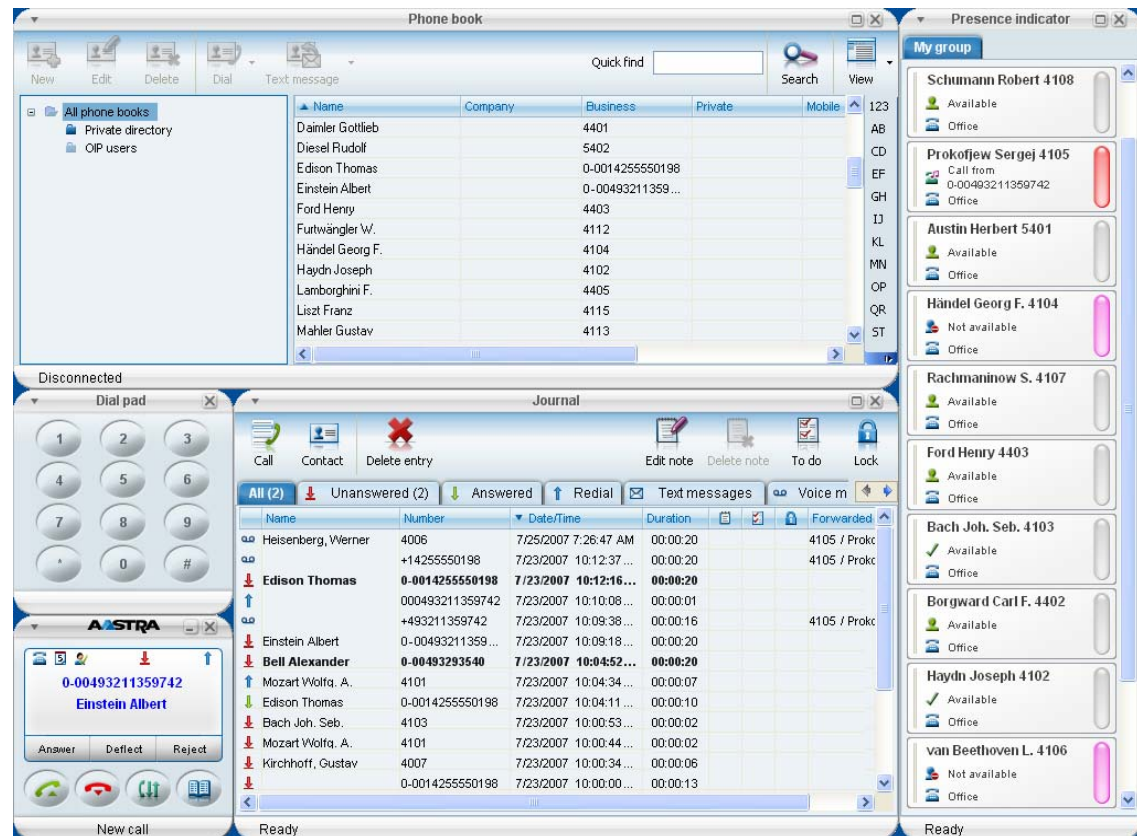 Phone book
New Edit Delete Dial Text message Quick find Search View
All phone books
Private directory
OIP users
Name Company Business Private Mobile
Daimler Gottlieb 4401
Diesel Rudolf 5402
Edison Thomas 0-0014255550198
Einstein Albert 0-00493211359...
Ford Henry 4403
Furtwängler W. 4112
Händel Georg F. 4104
Haydn Joseph 4102
Lamborghini F. 4405
Liszt Franz 4115
Mahler Gustav 4113
123
AB
CD
EF
GH
IJ
KL
MN
OP
QR
ST
Disconnected
Presence indicator
My group
Schumann Robert 4108
Available
Office
Prokofjew Sergej 4105
Call from
0-00493211359742
Office
Austin Herbert 5401
Available
Office
Händel Georg F. 4104
Not available
Office
Rachmaninow S. 4107
Available
Office
Ford Henry 4403
Available
Office
Bach Joh. Seb. 4103
Available
Office
Borgward Carl F. 4402
Available
Office
Haydn Joseph 4102
Available
Office
van Beethoven L. 4106
Not available
Office
Ready
Dial pad
1 2 3
4 5 6
7 8 9
* 0 #
AASTRA
5
0-00493211359742
Einstein Albert
Answer Deflect Reject
New call
Journal
Call Contact Delete entry Edit note Delete note To do Lock
All (2) Unanswered (2) Answered Redial Text messages Voice m
Name Number Date/Time Duration Forwarded
Heisenberg, Werner 4006 7/25/2007 7:26:47 AM 00:00:20 4105 / Prokc
+14255550198 7/23/2007 10:12:37 ... 00:00:20 4105 / Prokc
Edison Thomas 0-0014255550198 7/23/2007 10:12:16... 00:00:20
000493211359742 7/23/2007 10:10:08 ... 00:00:01
+493211359742 7/23/2007 10:09:38 ... 00:00:16 4105 / Prokc
Einstein Albert 0-00493211359... 7/23/2007 10:09:18 ... 00:00:20
Bell Alexander 0-00493293540 7/23/2007 10:04:52... 00:00:20
Mozart Wolfg. A. 4101 7/23/2007 10:04:34 ... 00:00:07
Edison Thomas 0-0014255550198 7/23/2007 10:04:11 ... 00:00:10
Bach Joh. Seb. 4103 7/23/2007 10:00:53 ... 00:00:02
Mozart Wolfg. A. 4101 7/23/2007 10:00:44 ... 00:00:02
Kirchhoff, Gustav 4007 7/23/2007 10:00:34 ... 00:00:06
0-0014255550198 7/23/2007 10:00:00 ... 00:00:13
Ready